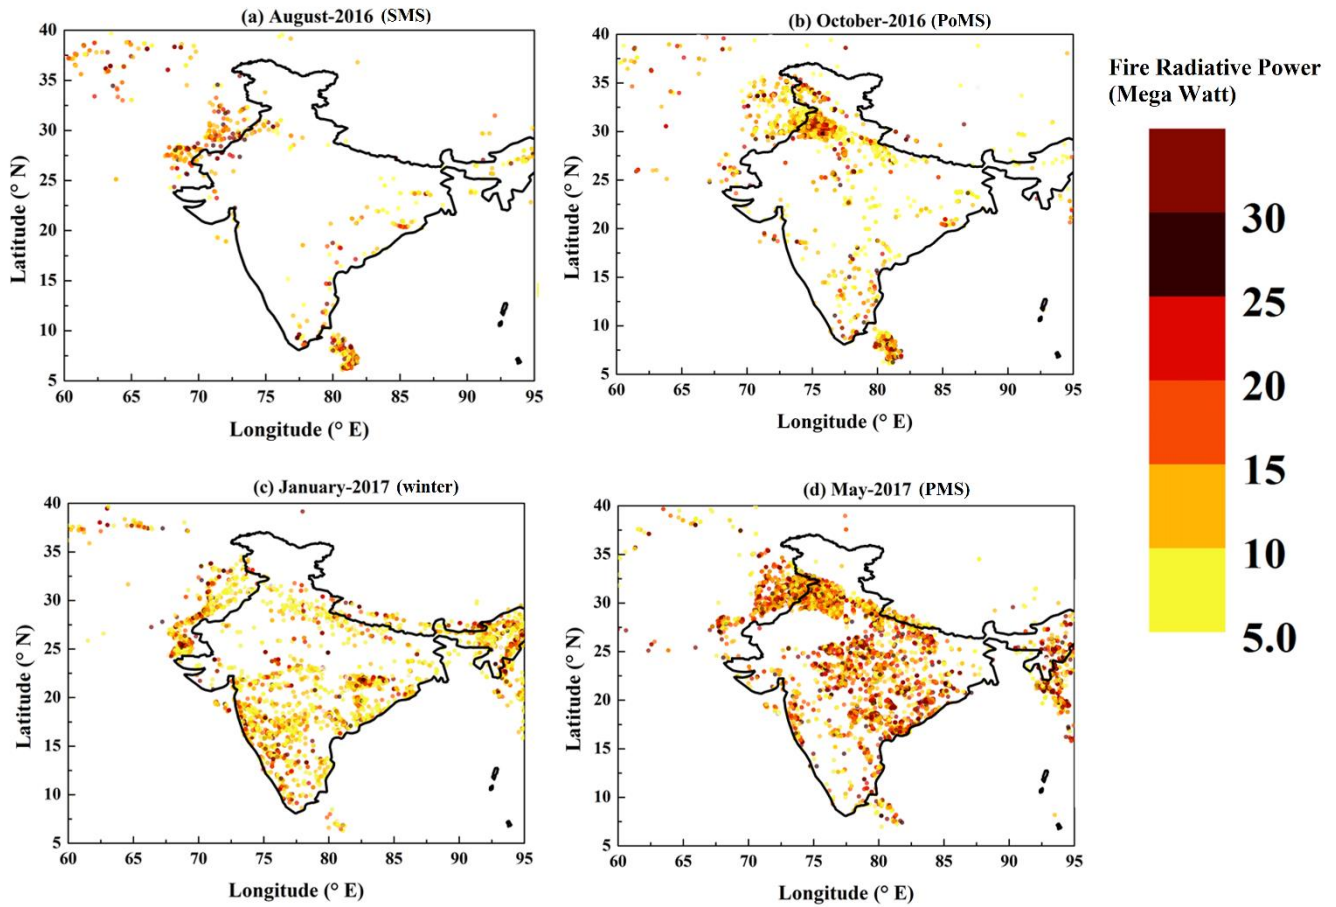 (a) August-2016 (SMS)
40
35
30
25
20
15
10
5
Latitude (° N)
60 65 70 75 80 85 90 95
Longitude (° E)
(b) October-2016 (PoMS)
40
35
30
25
20
15
10
5
Latitude (° N)
60 65 70 75 80 85 90 95
Longitude (° E)
Fire Radiative Power
(Mega Watt)
30
25
20
15
10
5.0
(c) January-2017 (winter)
40
35
30
25
20
15
10
5
Latitude (° N)
60 65 70 75 80 85 90 95
Longitude (° E)
(d) May-2017 (PMS)
40
35
30
25
20
15
10
5
Latitude (° N)
60 65 70 75 80 85 90 95
Longitude (° E)